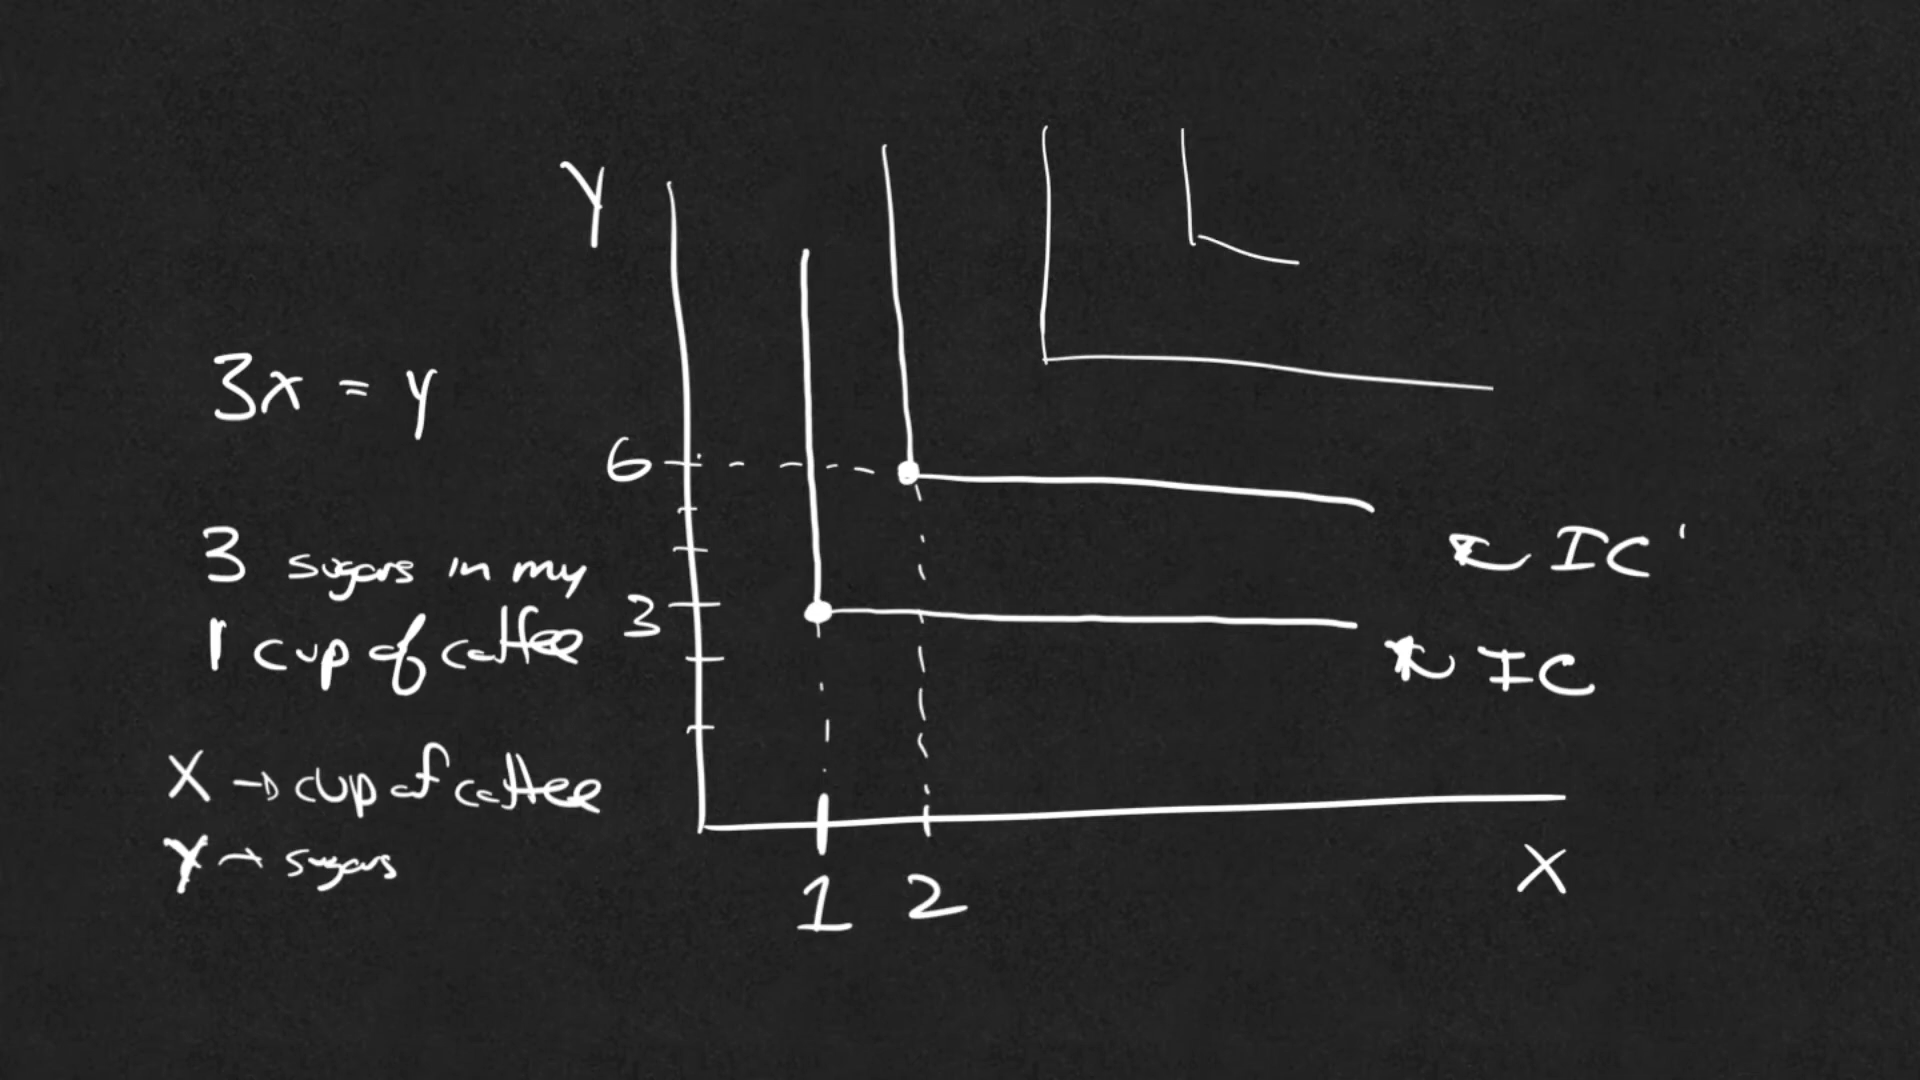 Y
3x = y
6
3 sugars in my
1 cup of coffee
3
IC'
IC
X → cup of coffee
Y → sugars
1 2
X